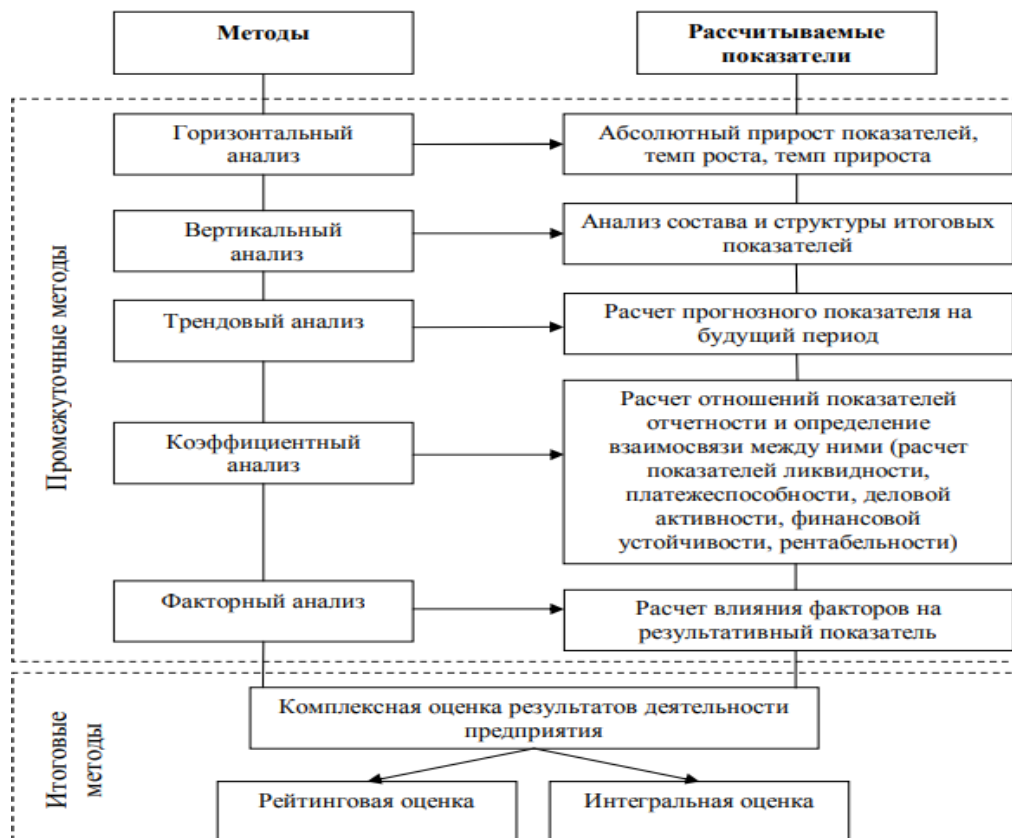 Методы
Рассчитываемые
показатели
Промежуточные методы
Горизонтальный
анализ
Абсолютный прирост показателей,
темп роста, темп прироста
Вертикальный
анализ
Анализ состава и структуры итоговых
показателей
Трендовый анализ
Расчет прогнозного показателя на
будущий период
Коэффициентный
анализ
Расчет отношений показателей
отчетности и определение
взаимосвязи между ними (расчет
показателей ликвидности,
платежеспособности, деловой
активности, финансовой
устойчивости, рентабельности)
Факторный анализ
Расчет влияния факторов на
результативный показатель
Итоговые
методы
Комплексная оценка результатов деятельности
предприятия
Рейтинговая оценка
Интегральная оценка